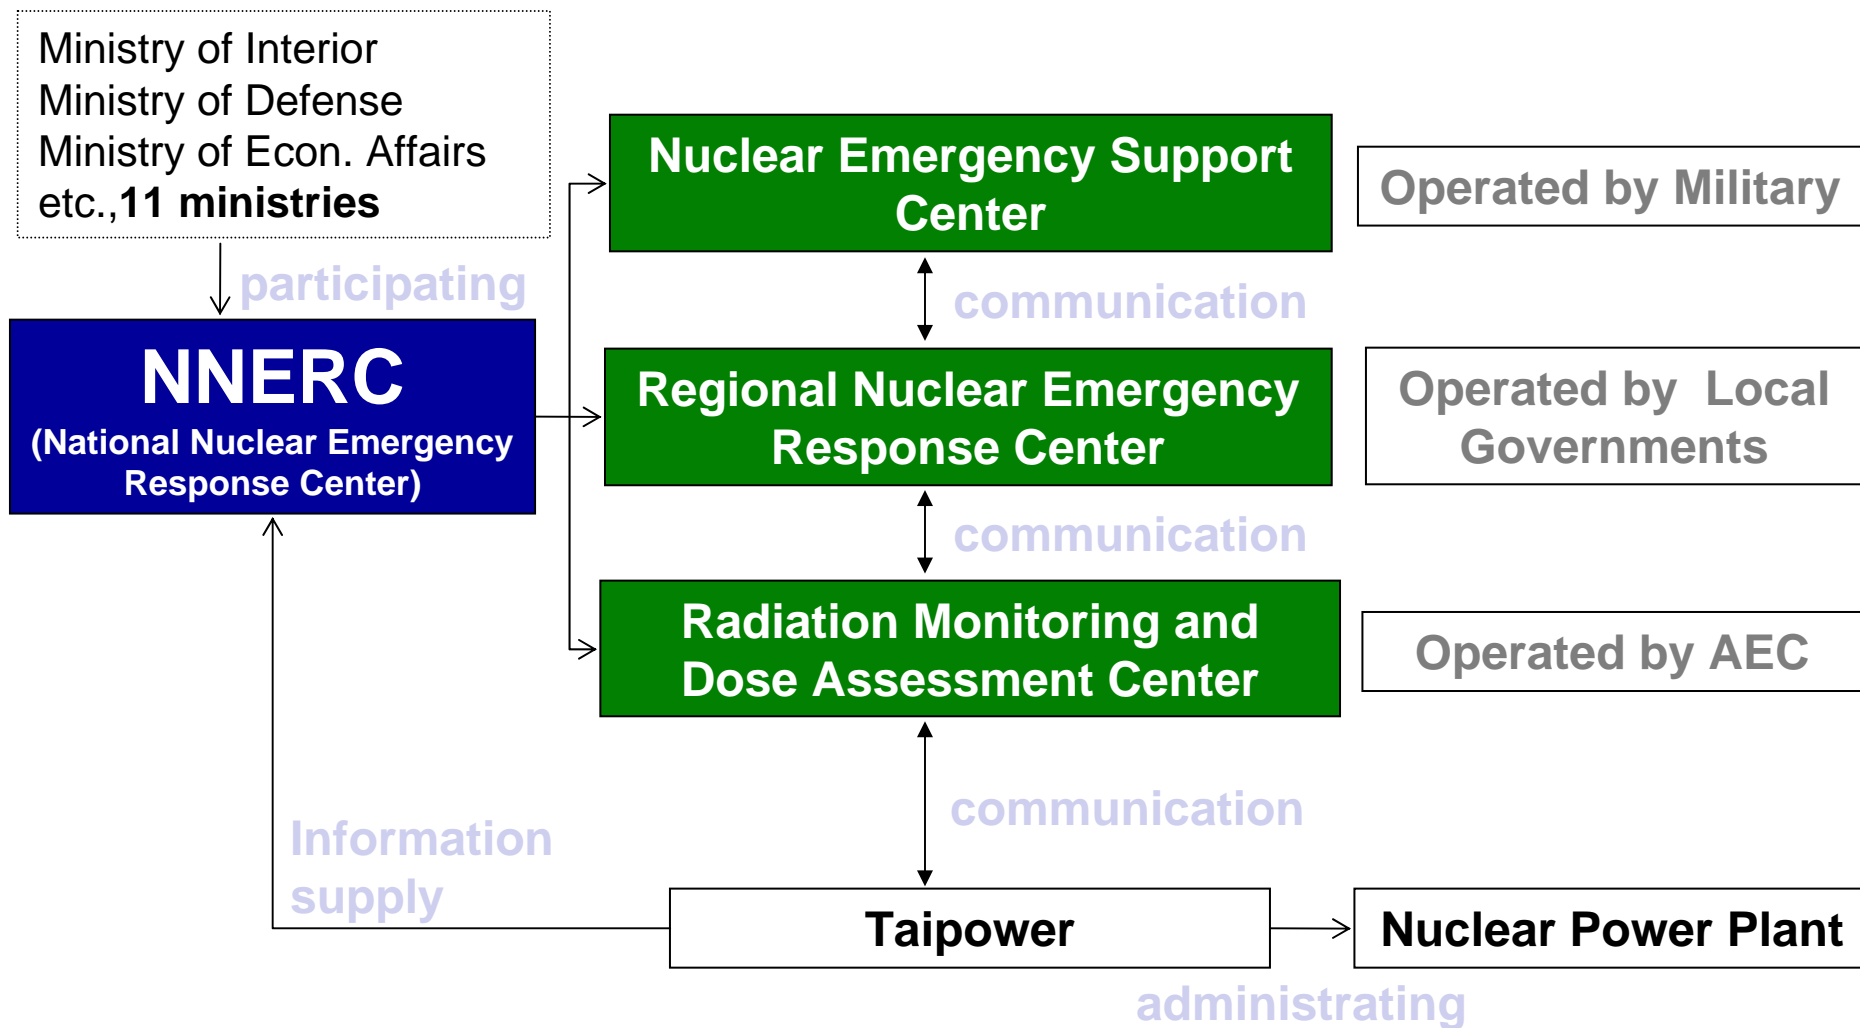 Ministry of Interior
Ministry of Defense
Ministry of Econ. Affairs
etc.,11 ministries
participating
NNERC
(National Nuclear Emergency
Response Center)
Nuclear Emergency Support
Center
Operated by Military
communication
Regional Nuclear Emergency
Response Center
Operated by  Local
Governments
communication
Radiation Monitoring and
Dose Assessment Center
Operated by AEC
communication
Information
supply
Taipower
Nuclear Power Plant
administrating